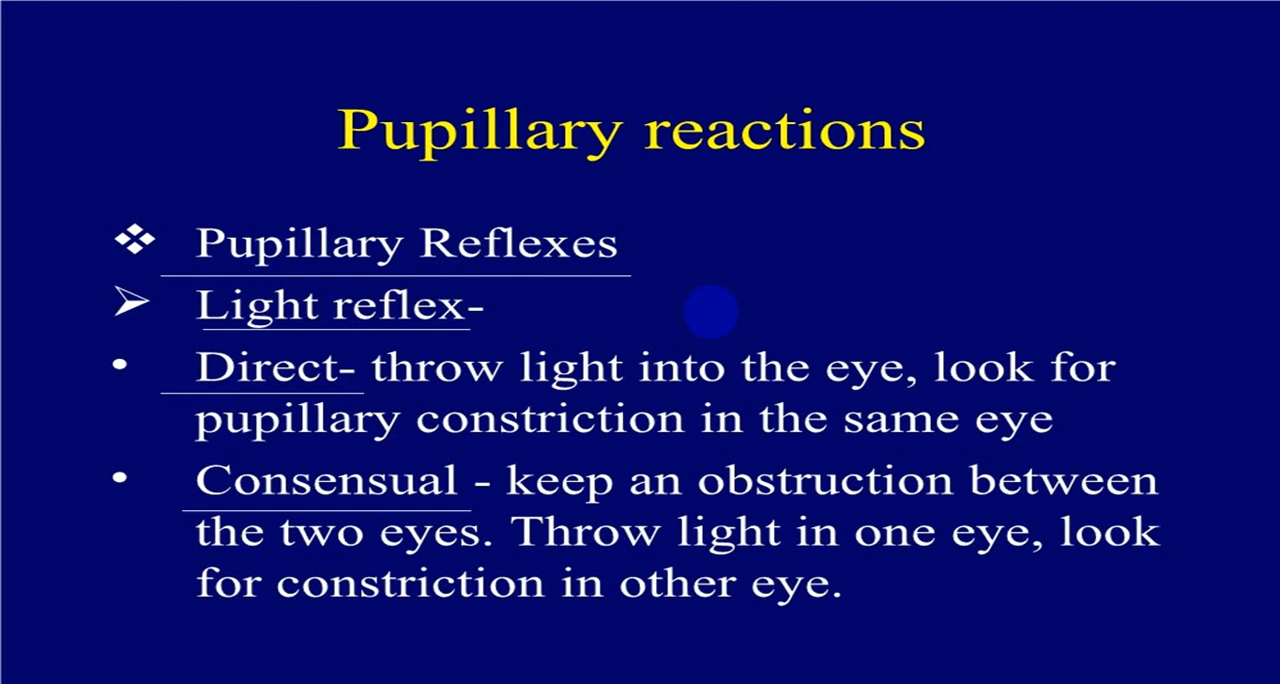 Pupillary reactions
❖ Pupillary Reflexes
➢ Light reflex-
• Direct- throw light into the eye, look for
pupillary constriction in the same eye
• Consensual - keep an obstruction between
the two eyes. Throw light in one eye, look
for constriction in other eye.